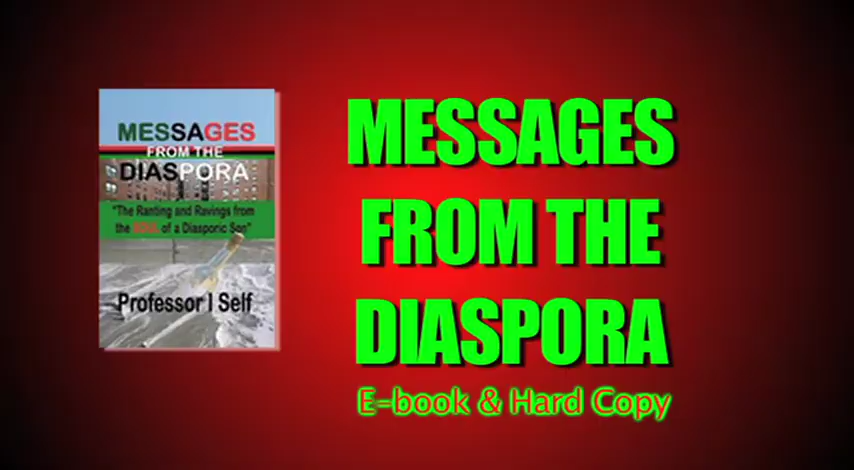 MESSAGES
FROM THE
DIASPORA
"The Ranting and Ravings from
the SOUL of a Diasporic Son"
Professor I Self
MESSAGES
FROM THE
DIASPORA
E-book & Hard Copy